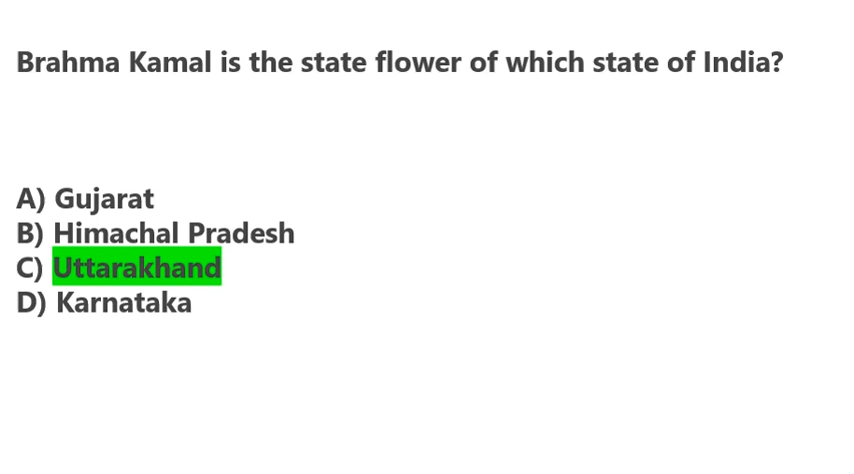 Brahma Kamal is the state flower of which state of India?
A) Gujarat
B) Himachal Pradesh
C) Uttarakhand
D) Karnataka